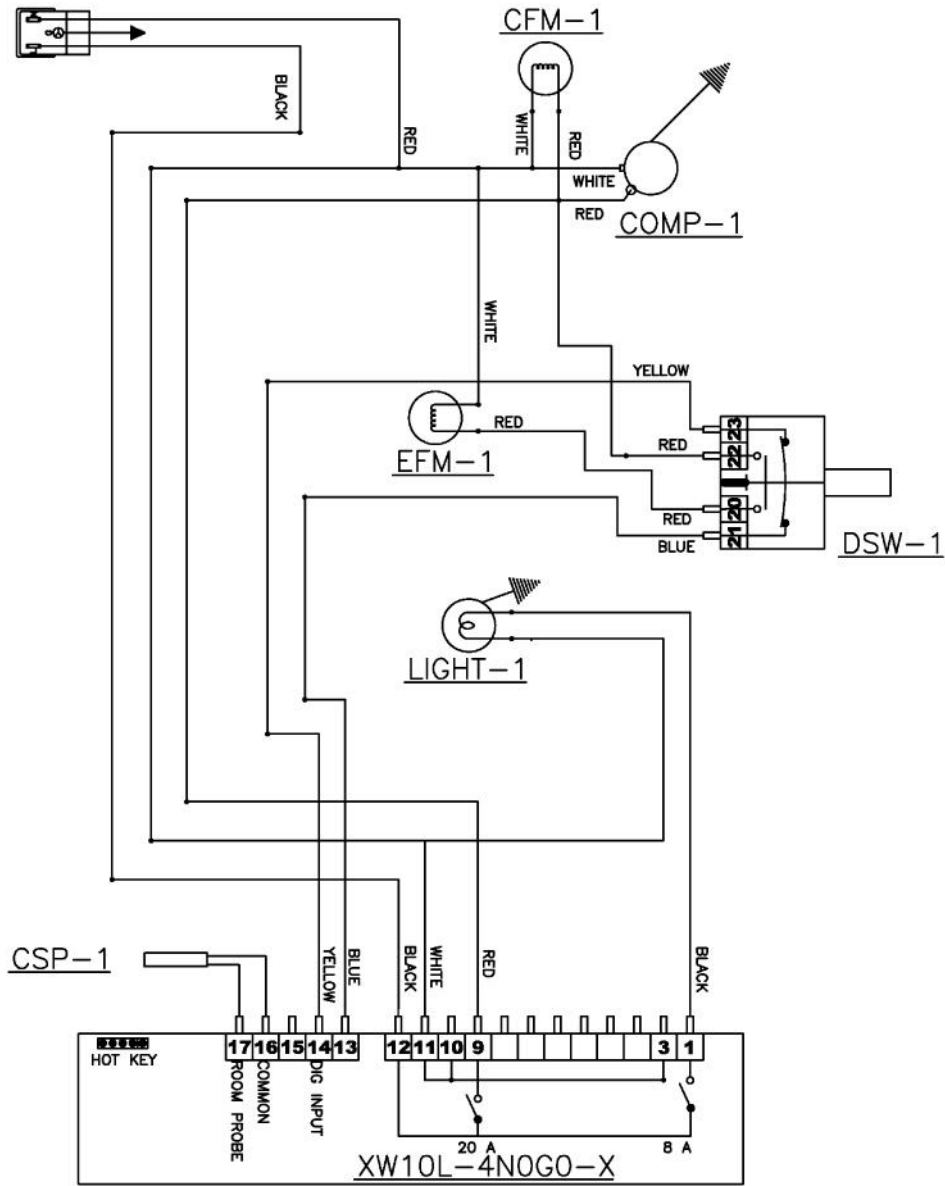 CFM-1
BLACK
RED
WHITE
RED
WHITE
RED
COMP-1
WHITE
YELLOW
RED
EFM-1
RED
23
22
20
21
RED
BLUE
DSW-1
LIGHT-1
CSP-1
YELLOW
BLUE
BLACK
WHITE
RED
BLACK
HOT KEY
17 16 15 14 13 12 11 10 9 3 1
ROOM PROBE
COMMON
DIG INPUT
20 A
8 A
XW10L-4N0G0-X